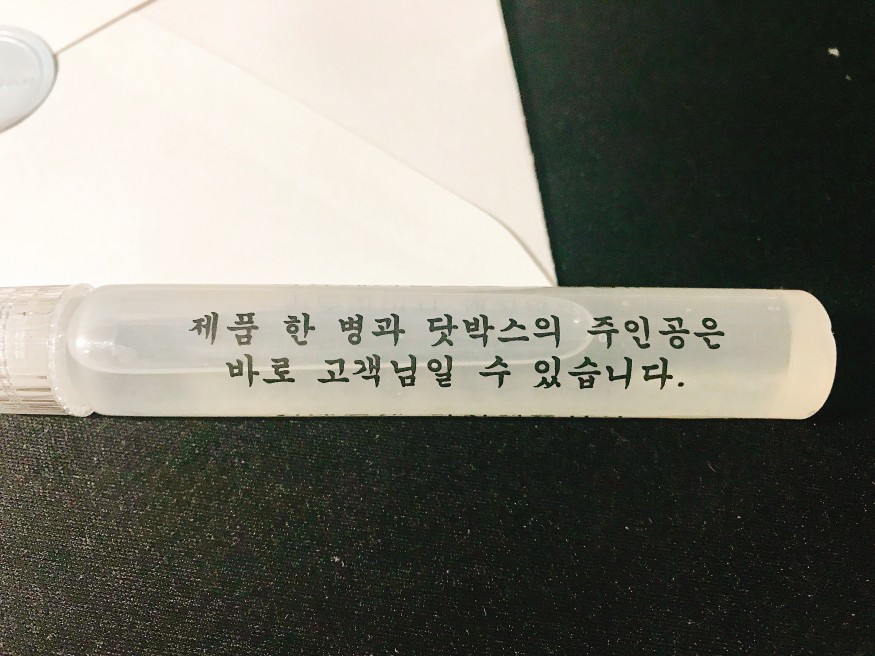 제품 한 병과 닷박스의 주인공은
바로 고객님일 수 있습니다.